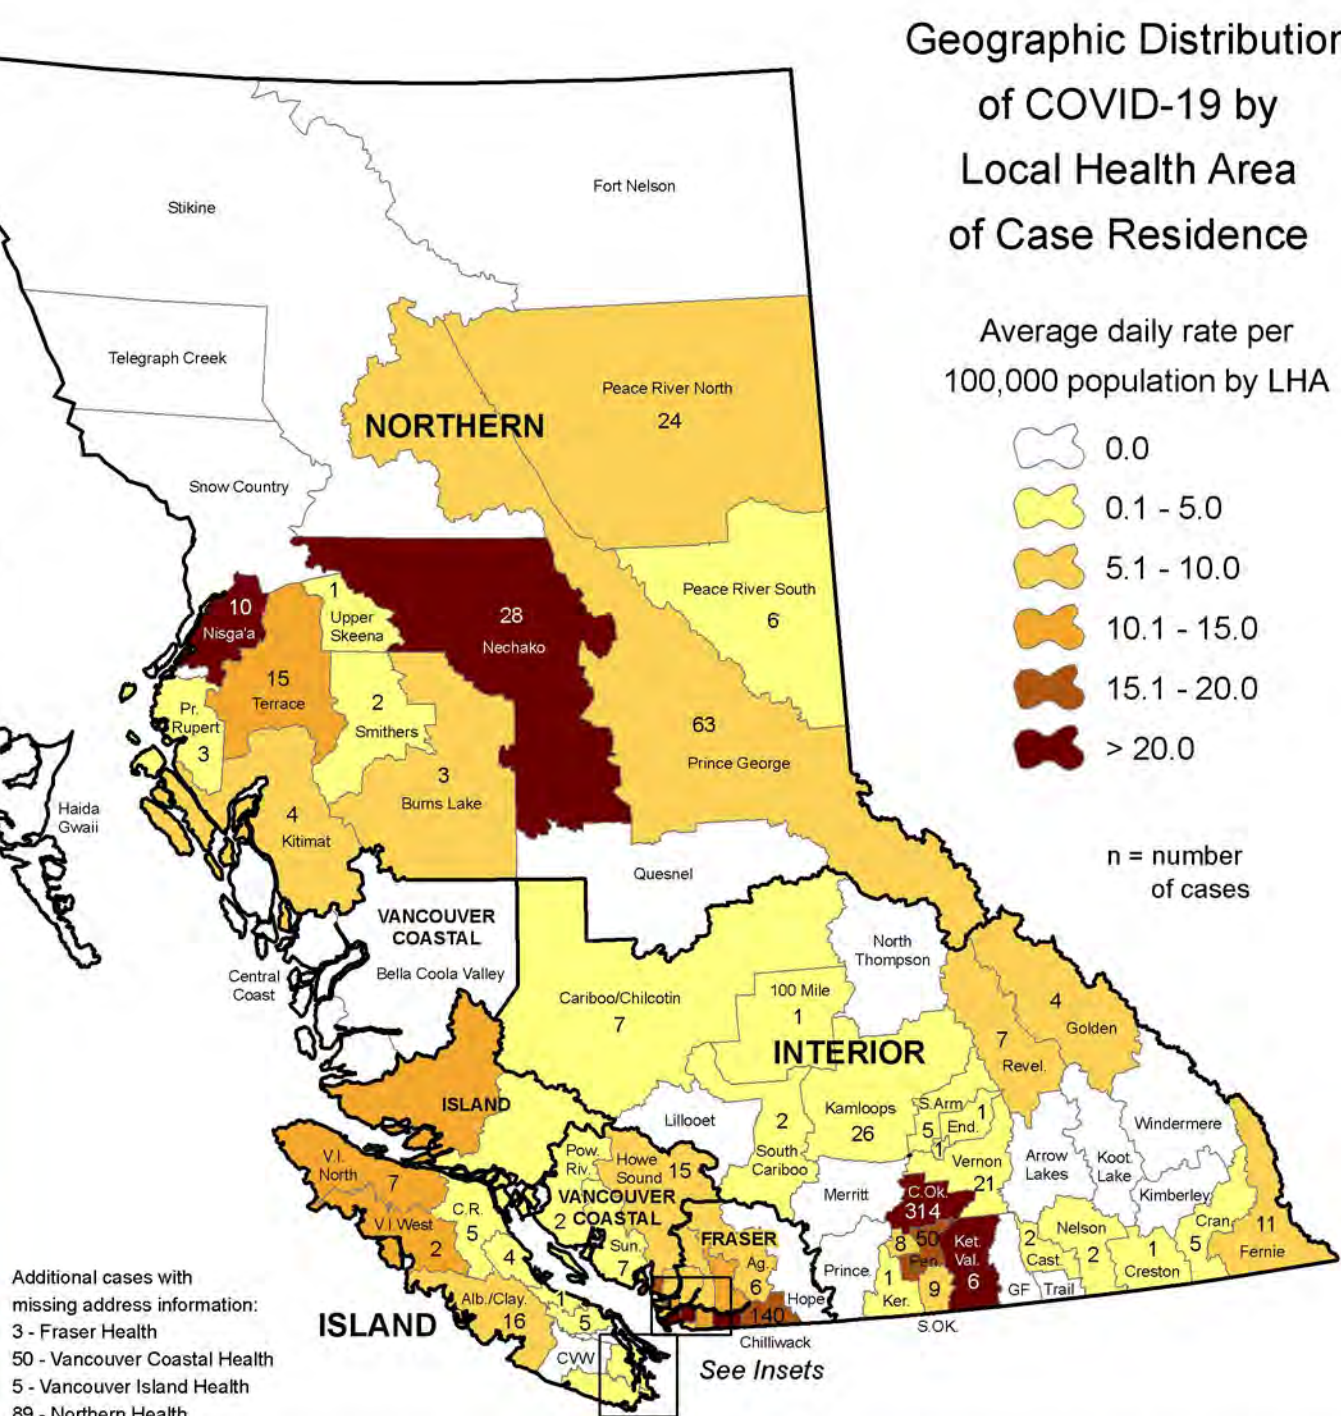 Geographic Distribution
of COVID-19 by
Local Health Area
of Case Residence
Average daily rate per
100,000 population by LHA
0.0
0.1 - 5.0
5.1 - 10.0
10.1 - 15.0
15.1 - 20.0
> 20.0
n = number
of cases
Stikine
Fort Nelson
Telegraph Creek
Peace River North
24
NORTHERN
Snow Country
Peace River South
6
1
Upper
Skeena
10
Nisga'a
28
Nechako
15
Terrace
2
Smithers
Pr.
Rupert
3
63
Prince George
3
Burns Lake
4
Kitimat
Haida
Gwaii
Quesnel
VANCOUVER
COASTAL
Bella Coola Valley
Central
Coast
North
Thompson
Cariboo/Chilcotin
7
100 Mile
1
INTERIOR
4
Golden
7
Revel.
ISLAND
Lillooet
2
South
Cariboo
Kamloops
26
S.Arm
5
1
End.
1
Vernon
21
Arrow
Lakes
Koot.
Lake
Windermere
Kimberley
V.I.
North
7
Pow.
Riv.
Howe
Sound
15
VANCOUVER
COASTAL
2
Merritt
C.Ok.
314
V.I.West
2
C.R.
5
4
Sun.
7
FRASER
Ag.
6
Hope
Prince.
8
50
Pen.
Ket.
Val.
6
2
Cast.
Nelson
2
1
Creston
Cran.
5
11
Fernie
1
Ker.
9
S.OK.
GF
Trail
Alb./Clay.
16
1
5
CVW
140
Chilliwack
See Insets
ISLAND
Additional cases with
missing address information:
3 - Fraser Health
50 - Vancouver Coastal Health
5 - Vancouver Island Health
89 - Northern Health